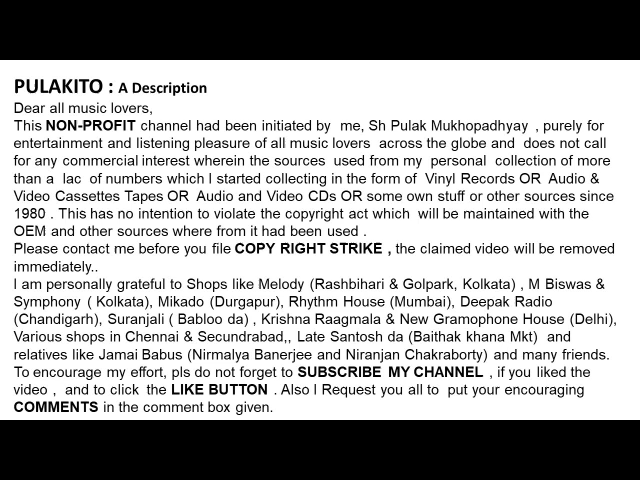 PULAKITO : A Description
Dear all music lovers,
This NON-PROFIT channel had been initiated by me, Sh Pulak Mukhopadhyay , purely for
entertainment and listening pleasure of all music lovers across the globe and does not call
for any commercial interest wherein the sources used from my personal collection of more
than a lac of numbers which I started collecting in the form of Vinyl Records OR Audio &
Video Cassettes Tapes OR Audio and Video CDs OR some own stuff or other sources since
1980 . This has no intention to violate the copyright act which will be maintained with the
OEM and other sources where from it had been used .
Please contact me before you file COPY RIGHT STRIKE , the claimed video will be removed
immediately..
I am personally grateful to Shops like Melody (Rashbihari & Golpark, Kolkata) , M Biswas &
Symphony ( Kolkata), Mikado (Durgapur), Rhythm House (Mumbai), Deepak Radio
(Chandigarh), Suranjali ( Babloo da) , Krishna Raagmala & New Gramophone House (Delhi),
Various shops in Chennai & Secundrabad,, Late Santosh da (Baithak khana Mkt) and
relatives like Jamai Babus (Nirmalya Banerjee and Niranjan Chakraborty) and many friends.
To encourage my effort, pls do not forget to SUBSCRIBE MY CHANNEL , if you liked the
video , and to click the LIKE BUTTON . Also I Request you all to put your encouraging
COMMENTS in the comment box given.